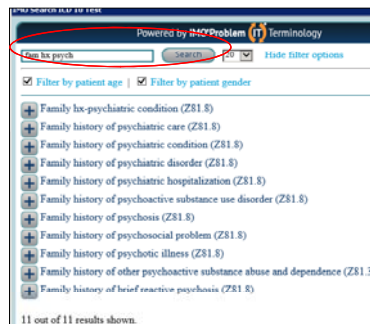 IMO Search ICD 10 Test
Powered by IMO Problem (IT) Terminology
fam hx psych Search 20 Hide filter options
Filter by patient age | Filter by patient gender
Family hx-psychiatric condition (Z81.8)
Family history of psychiatric care (Z81.8)
Family history of psychiatric condition (Z81.8)
Family history of psychiatric disorder (Z81.8)
Family history of psychiatric hospitalization (Z81.8)
Family history of psychoactive substance use disorder (Z81.8)
Family history of psychosis (Z81.8)
Family history of psychosocial problem (Z81.8)
Family history of psychotic illness (Z81.8)
Family history of other psychoactive substance abuse and dependence (Z81.3
Family history of brief reactive psychosis (Z81.8)
11 out of 11 results shown.